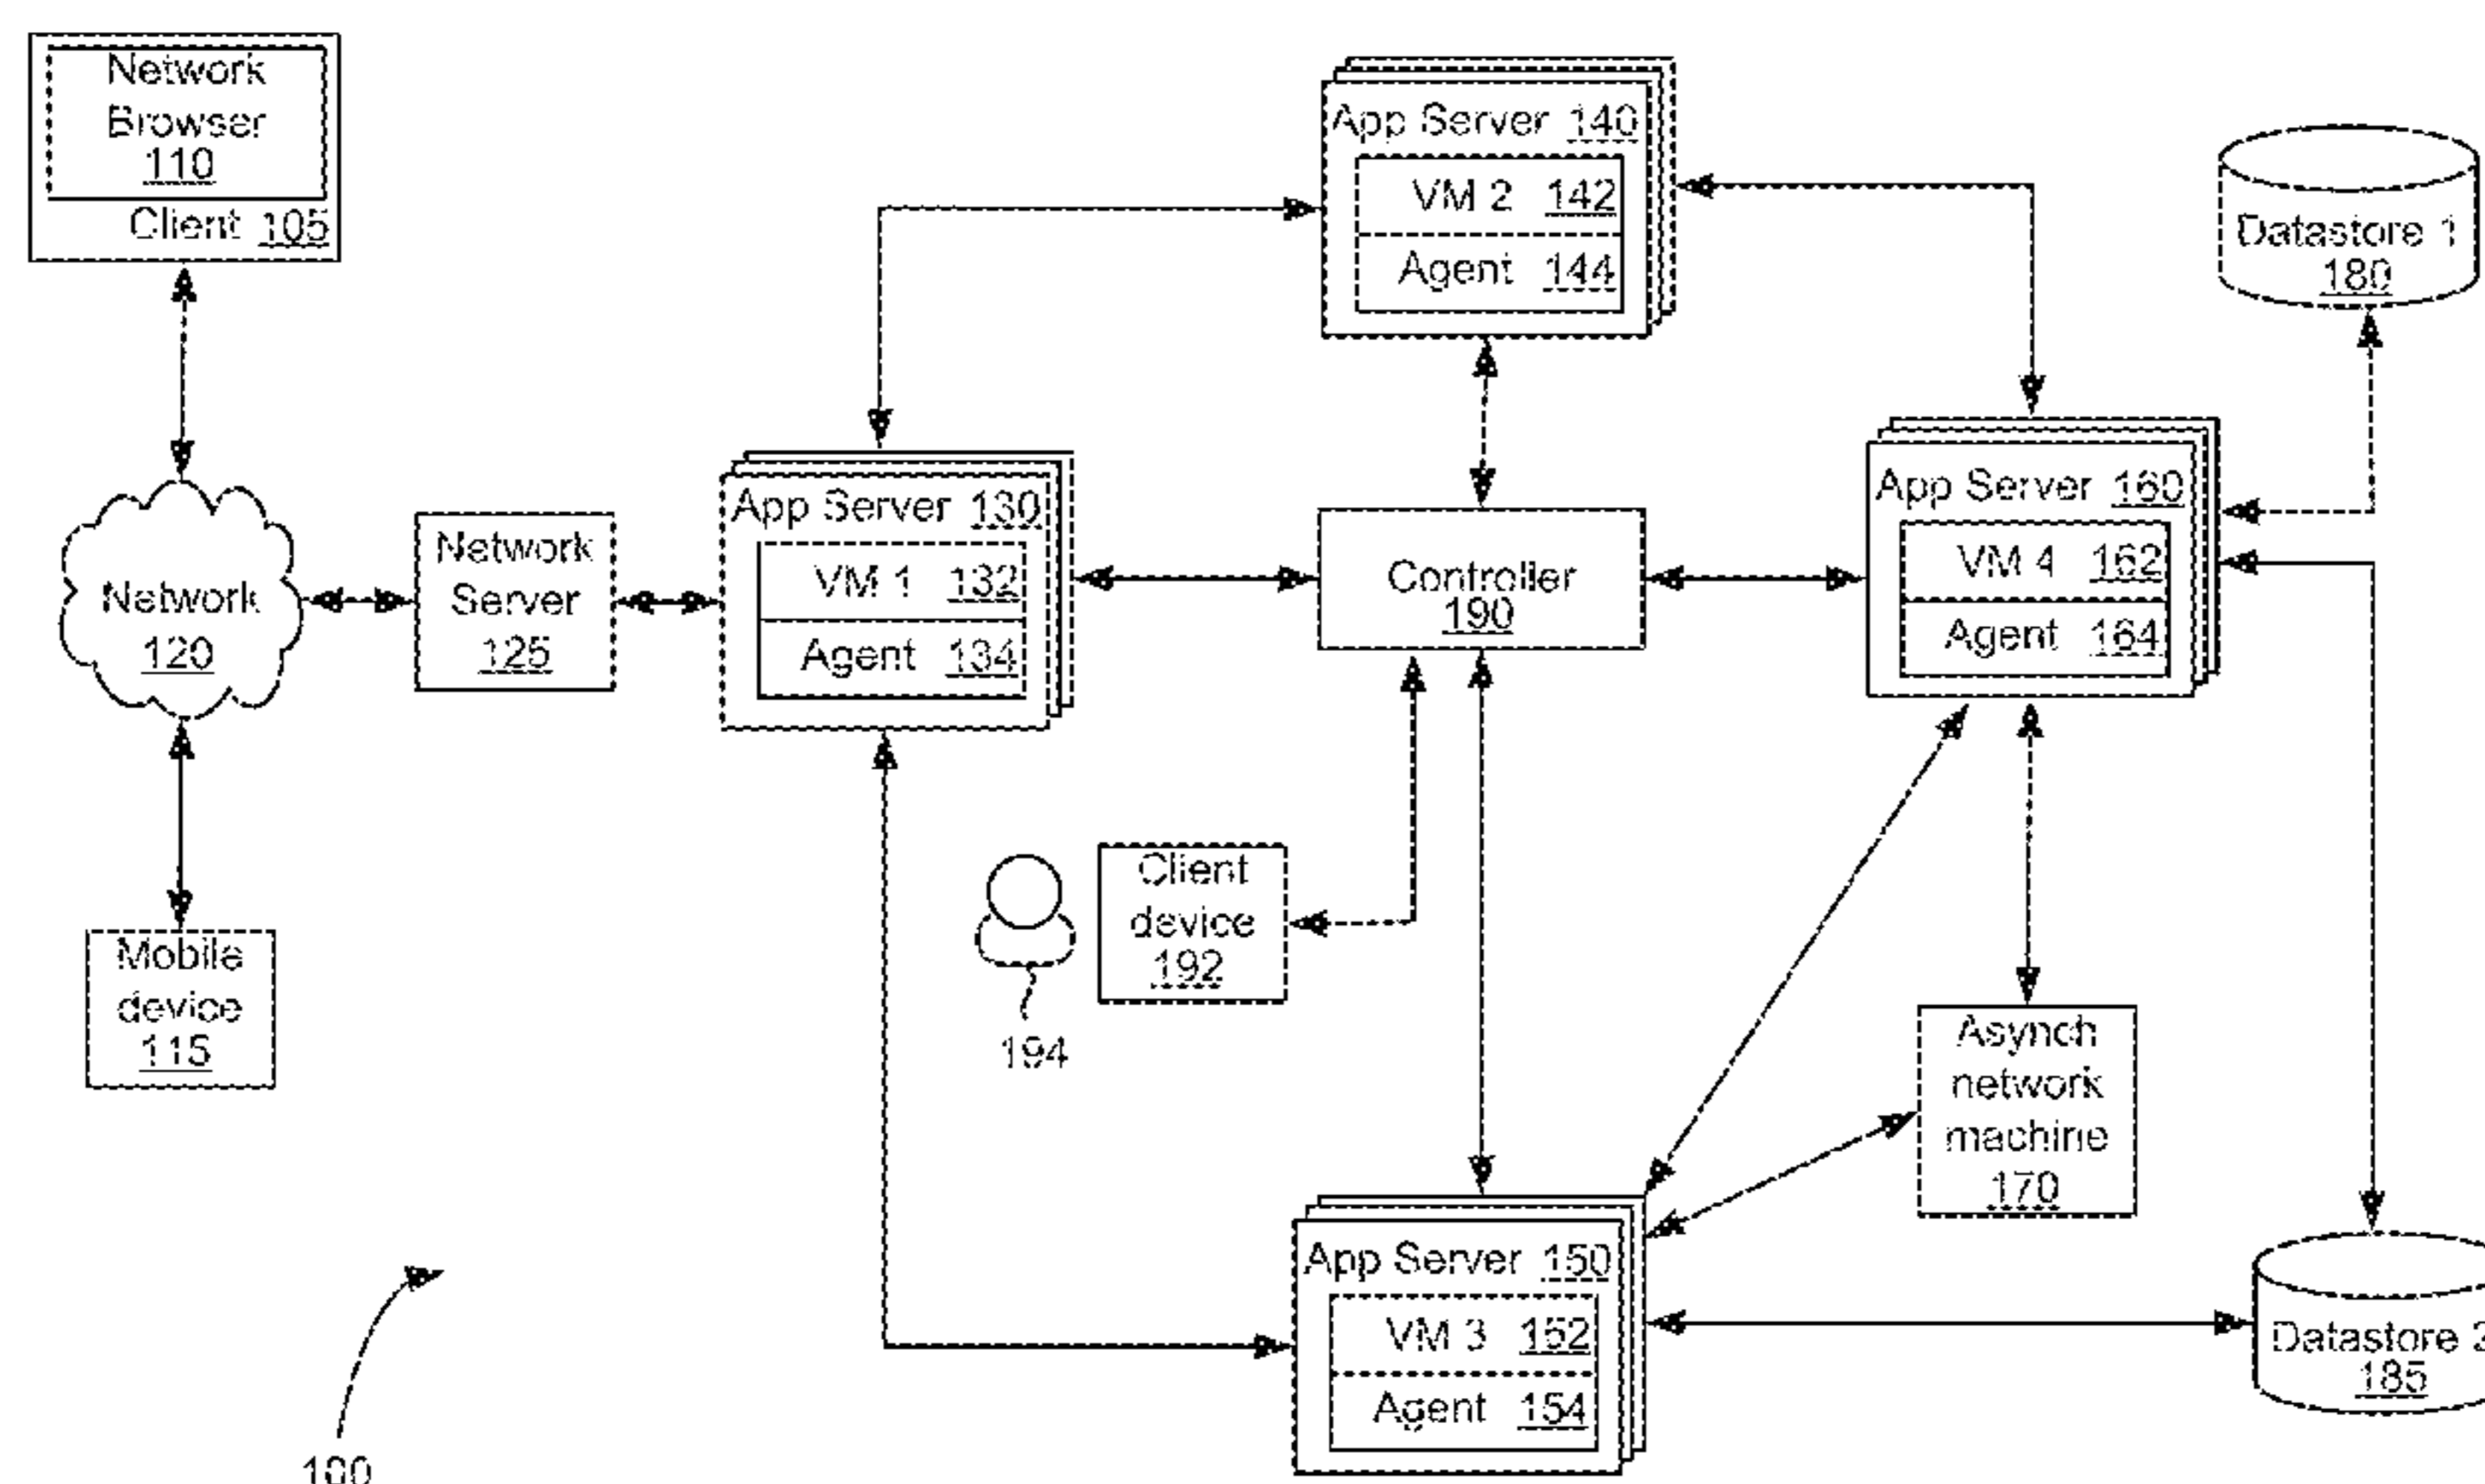 Network
Browser
110
Client 105
App Server 140
VM 2 142
Agent 144
Datastore 1
180
Network
120
Network
Server
125
App Server 130
VM 1 132
Agent 134
Controller
190
App Server 160
VM 4 162
Agent 164
Mobile
device
115
194
Client
device
192
Asynch
network
machine
170
App Server 150
VM 3 152
Agent 154
Datastore 2
185
100